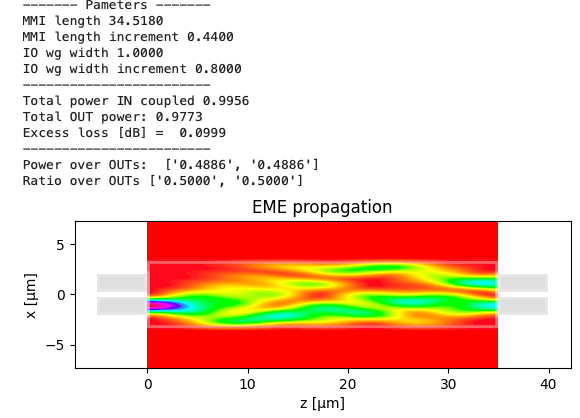 ------- Pameters -------
MMI length 34.5180
MMI length increment 0.4400
IO wg width 1.0000
IO wg width increment 0.8000
------------------------
Total power IN coupled 0.9956
Total OUT power: 0.9773
Excess loss [dB] =  0.0999
------------------------
Power over OUTs:  ['0.4886', '0.4886']
Ratio over OUTs ['0.5000', '0.5000']
EME propagation
x [μm]
5
0
−5
0 10 20 30 40
z [μm]